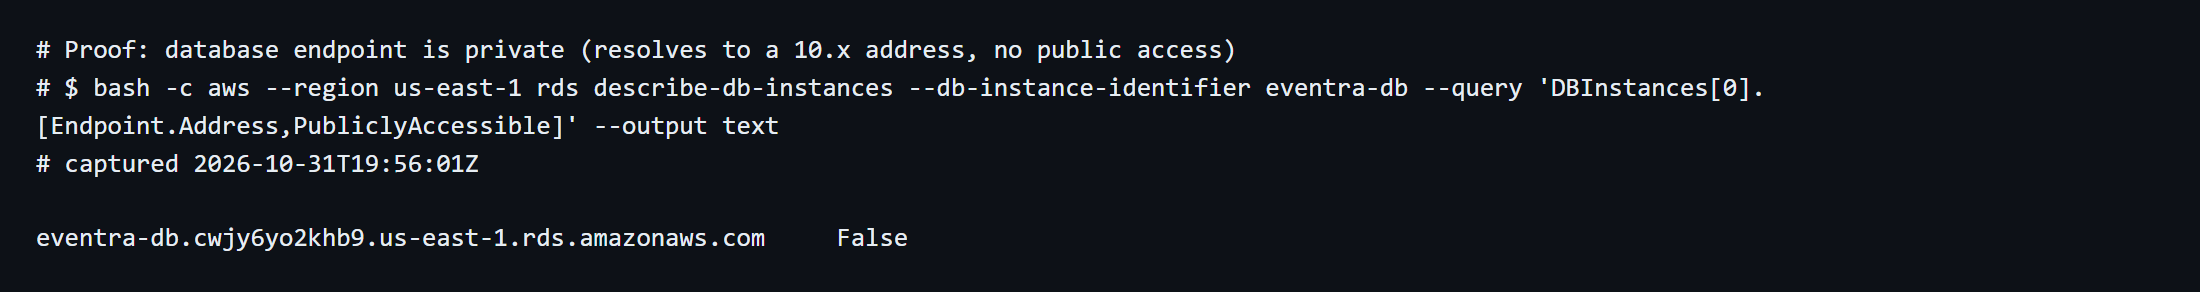 # Proof: database endpoint is private (resolves to a 10.x address, no public access)
# $ bash -c aws --region us-east-1 rds describe-db-instances --db-instance-identifier eventra-db --query 'DBInstances[0].
[Endpoint.Address,PubliclyAccessible]' --output text
# captured 2026-10-31T19:56:01Z
eventra-db.cwjy6yo2khb9.us-east-1.rds.amazonaws.com     False